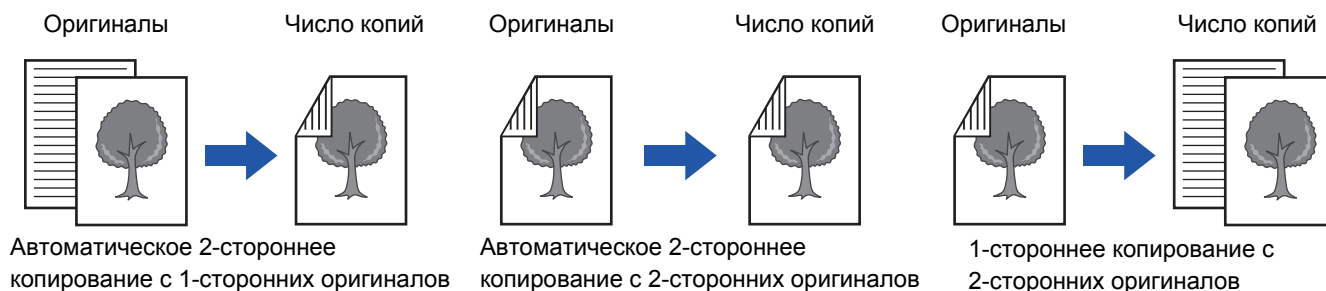 Оригиналы
Число копий
Оригиналы
Число копий
Оригиналы
Число копий
Автоматическое 2-стороннее
копирование с 1-сторонних оригиналов
Автоматическое 2-стороннее
копирование с 2-сторонних оригиналов
1-стороннее копирование с
2-сторонних оригиналов